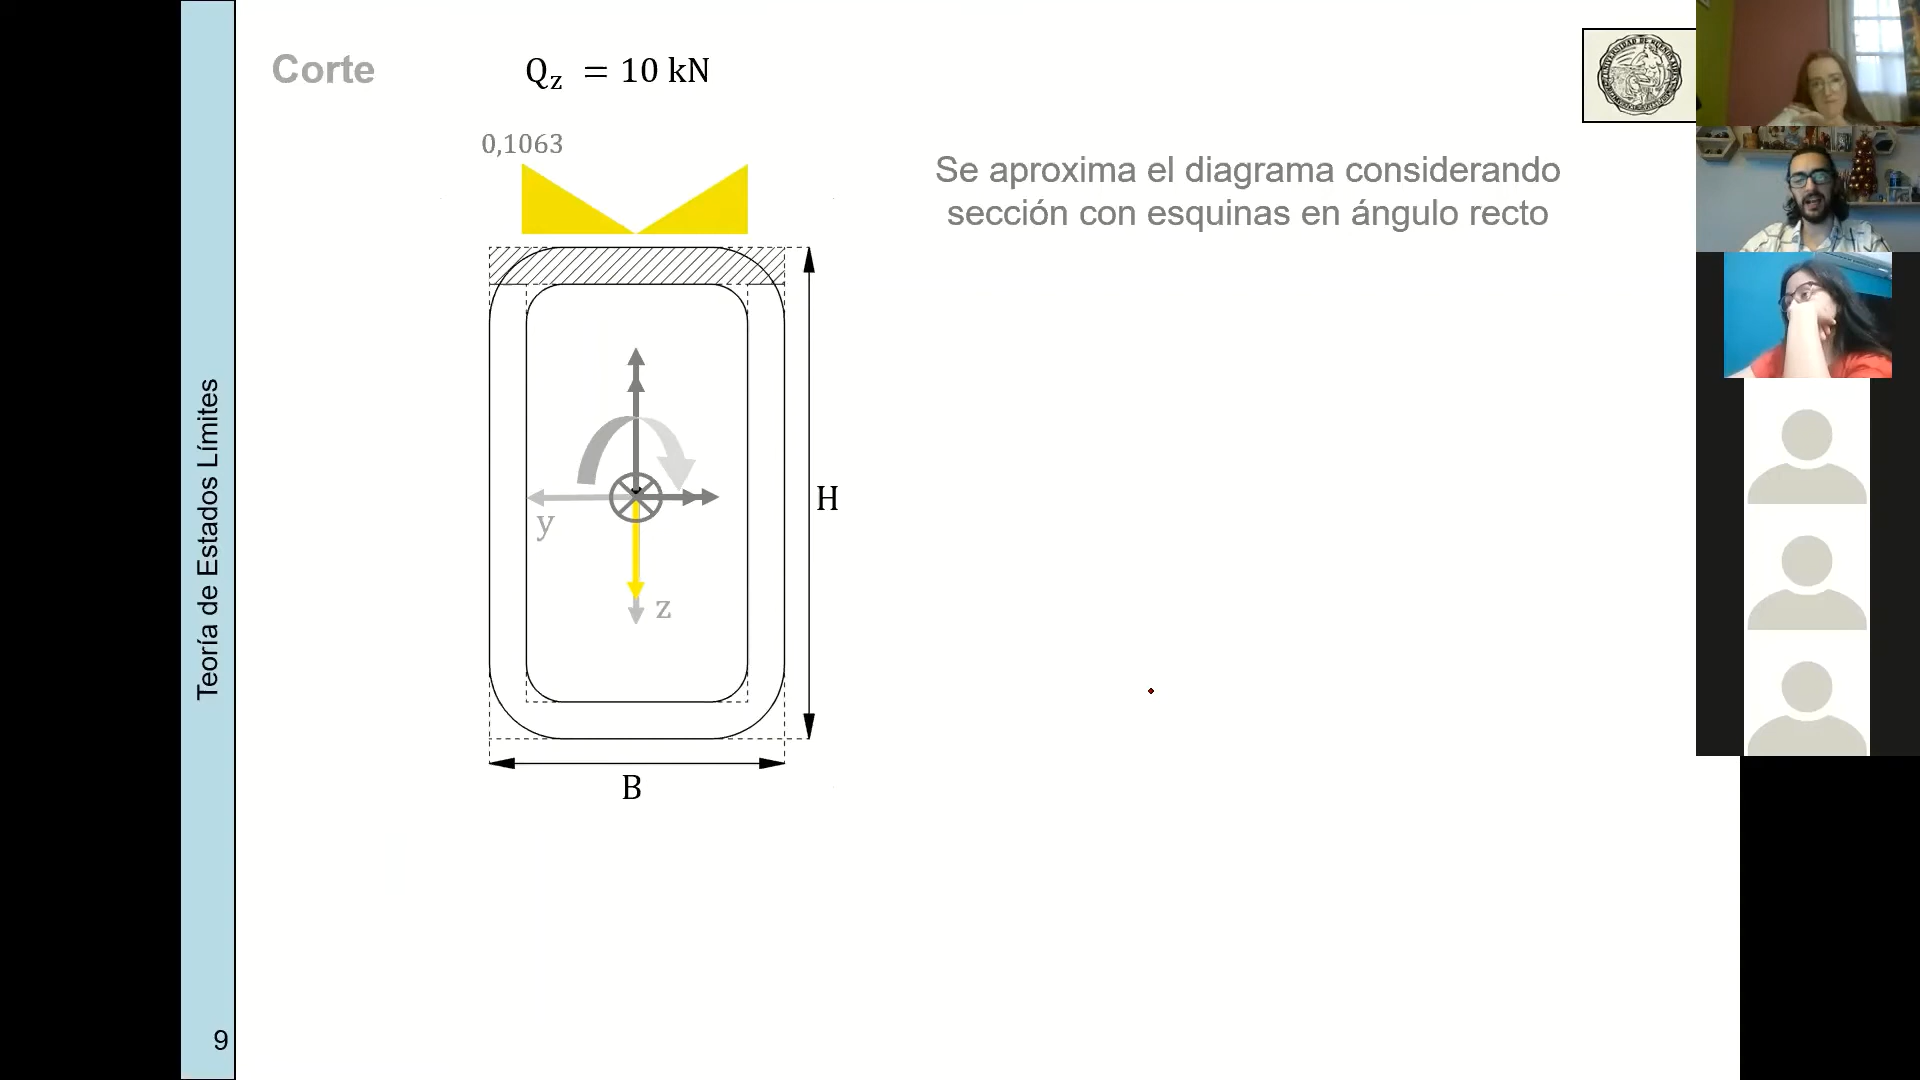 Corte
Q_z = 10 kN
0,1063
Se aproxima el diagrama considerando
sección con esquinas en ángulo recto
y
z
H
B
Teoría de Estados Límites
9